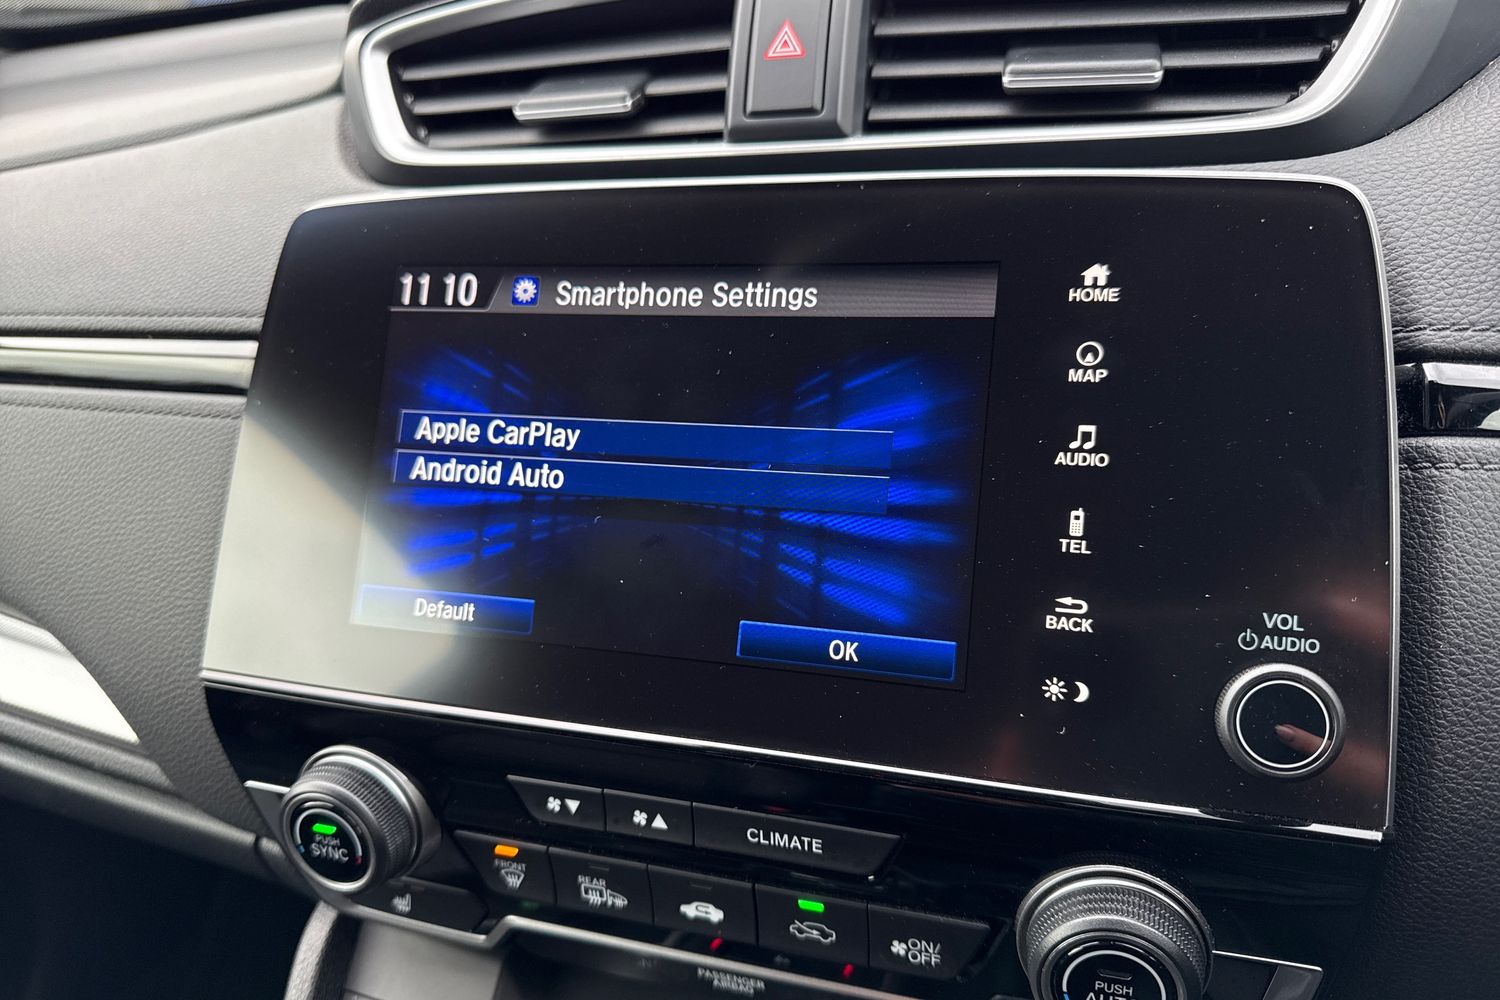 11 10 Smartphone Settings
Apple CarPlay
Android Auto
Default
OK
HOME
MAP
AUDIO
TEL
BACK
VOL
AUDIO
PUSH
SYNC
CLIMATE
FRONT
REAR
ON/
OFF
PASSENGER
AIRBAG
PUSH
AUTO